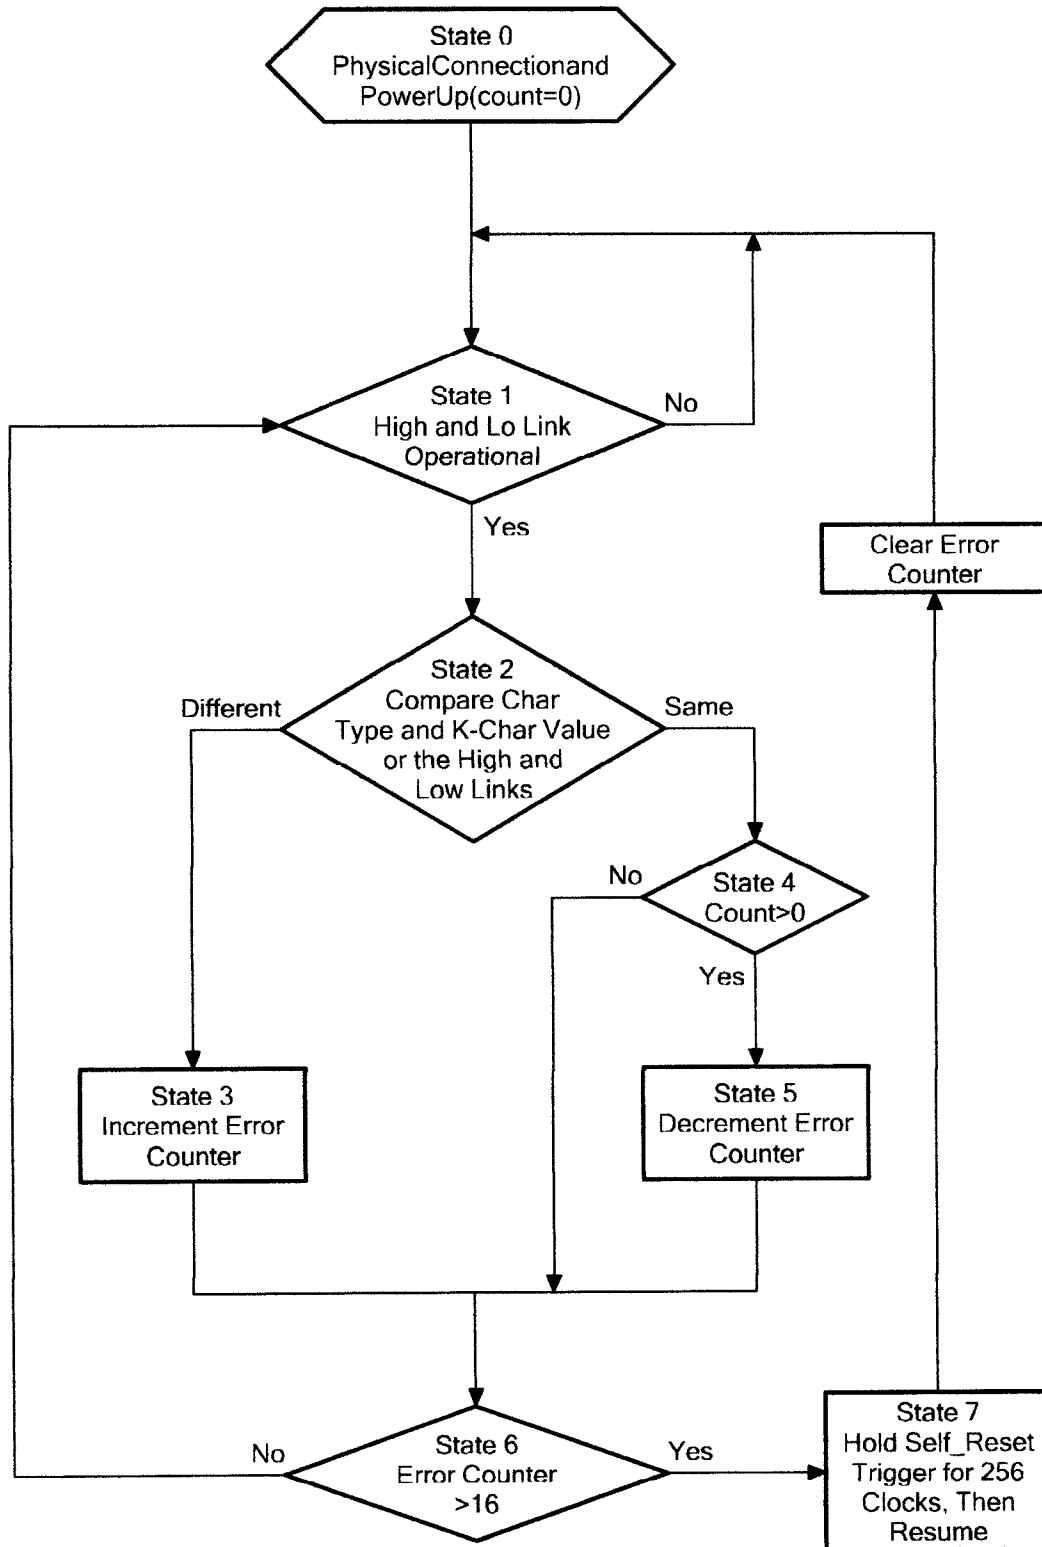 State 0
PhysicalConnectionand
PowerUp(count=0)
State 1
High and Lo Link
Operational
No
Yes
Clear Error
Counter
State 2
Compare Char
Type and K-Char Value
or the High and
Low Links
Different
Same
State 4
Count>0
No
Yes
State 3
Increment Error
Counter
State 5
Decrement Error
Counter
State 6
Error Counter
>16
No
Yes
State 7
Hold Self_Reset
Trigger for 256
Clocks, Then
Resume